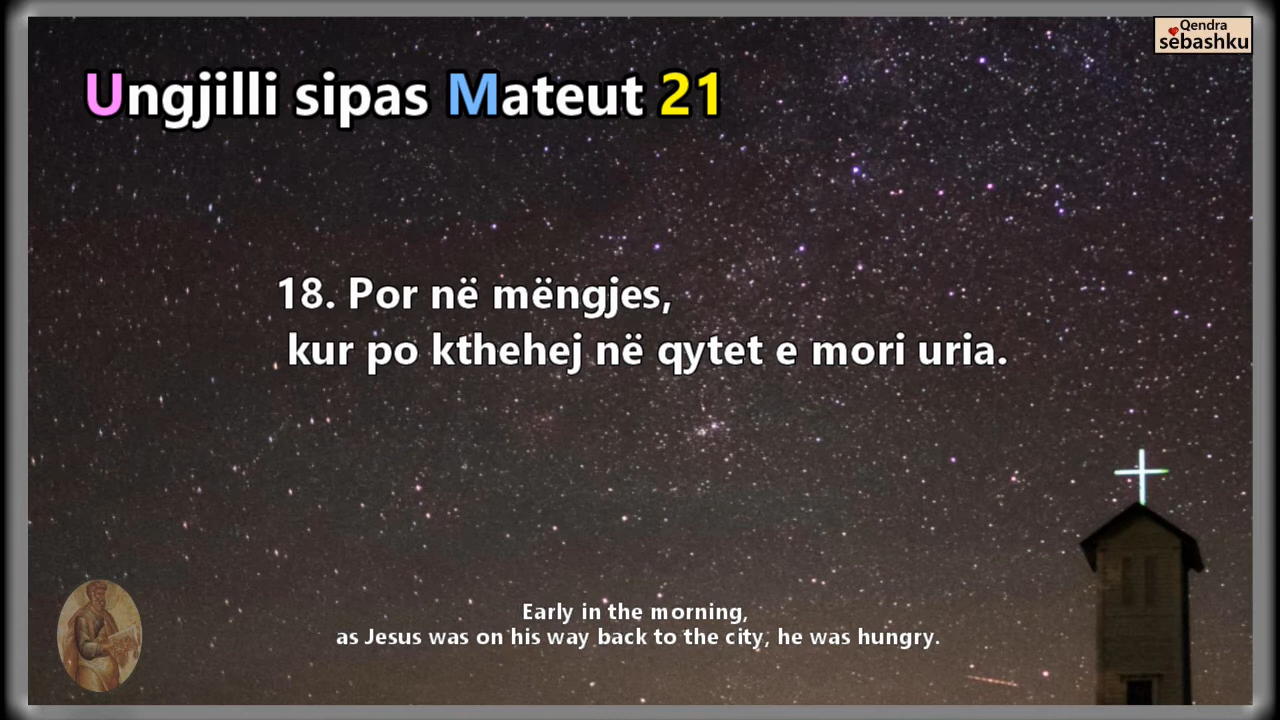 Qendra
sëbashku
Ungjilli sipas Mateut 21
18. Por në mëngjes,
kur po kthehej në qytet e mori uria.
Early in the morning,
as Jesus was on his way back to the city, he was hungry.